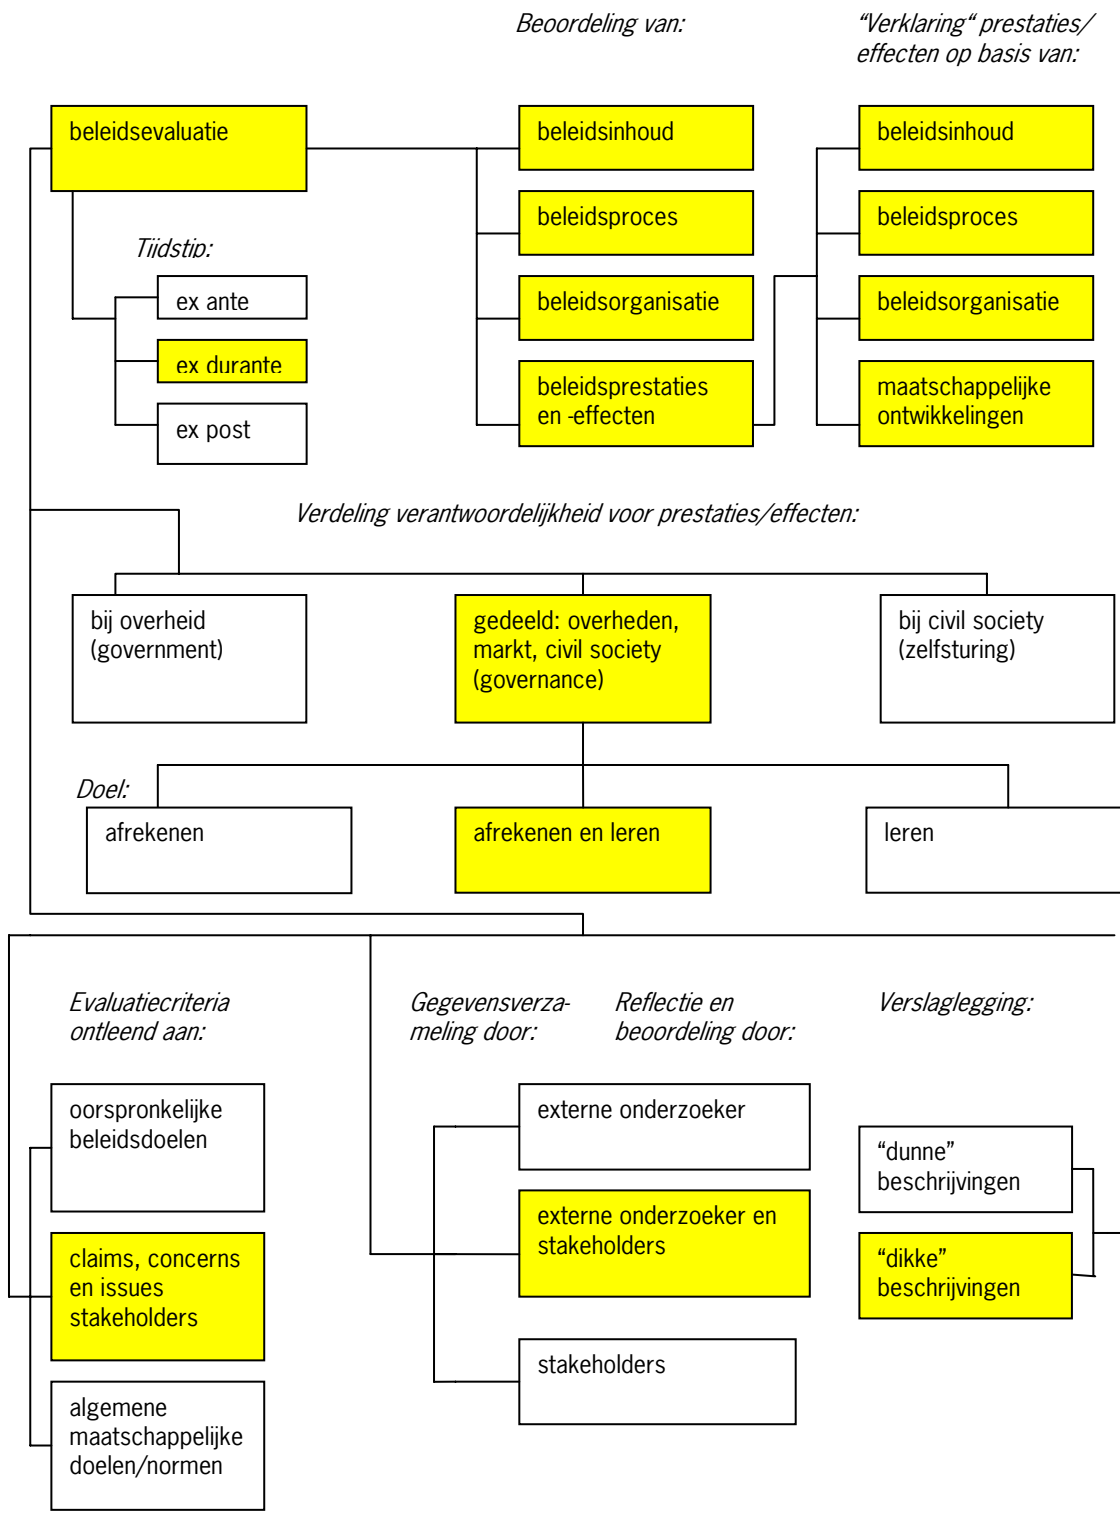 Beoordeling van:
“Verklaring“ prestaties/
effecten op basis van:
beleidsevaluatie
beleidsinhoud
beleidsinhoud
beleidsproces
beleidsproces
Tijdstip:
ex ante
beleidsorganisatie
beleidsorganisatie
ex durante
beleidsprestaties
en -effecten
maatschappelijke
ontwikkelingen
ex post
Verdeling verantwoordelijkheid voor prestaties/effecten:
bij overheid
(government)
gedeeld: overheden,
markt, civil society
(governance)
bij civil society
(zelfsturing)
Doel:
afrekenen
afrekenen en leren
leren
Evaluatiecriteria
ontleend aan:
Gegevensverza-
meling door:
Reflectie en
beoordeling door:
Verslaglegging:
oorspronkelijke
beleidsdoelen
externe onderzoeker
“dunne”
beschrijvingen
claims, concerns
en issues
stakeholders
externe onderzoeker en
stakeholders
“dikke”
beschrijvingen
stakeholders
algemene
maatschappelijke
doelen/normen